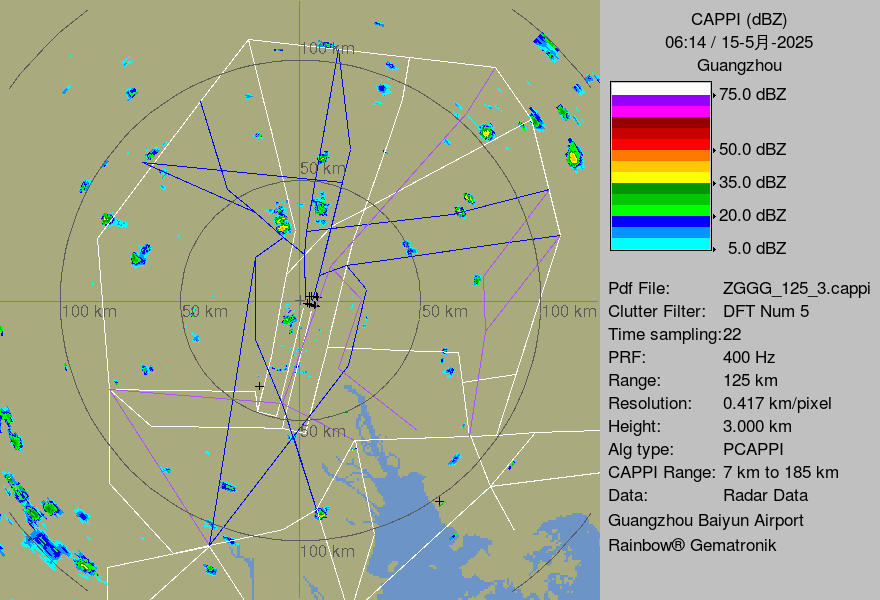 100 km
50 km
100 km
50 km
50 km
100 km
50 km
100 km
CAPPI (dBZ)
06:14 / 15-5月-2025
Guangzhou
75.0 dBZ
50.0 dBZ
35.0 dBZ
20.0 dBZ
5.0 dBZ
Pdf File: ZGGG_125_3.cappi
Clutter Filter: DFT Num 5
Time sampling:22
PRF: 400 Hz
Range: 125 km
Resolution: 0.417 km/pixel
Height: 3.000 km
Alg type: PCAPPI
CAPPI Range: 7 km to 185 km
Data: Radar Data
Guangzhou Baiyun Airport
Rainbow® Gematronik